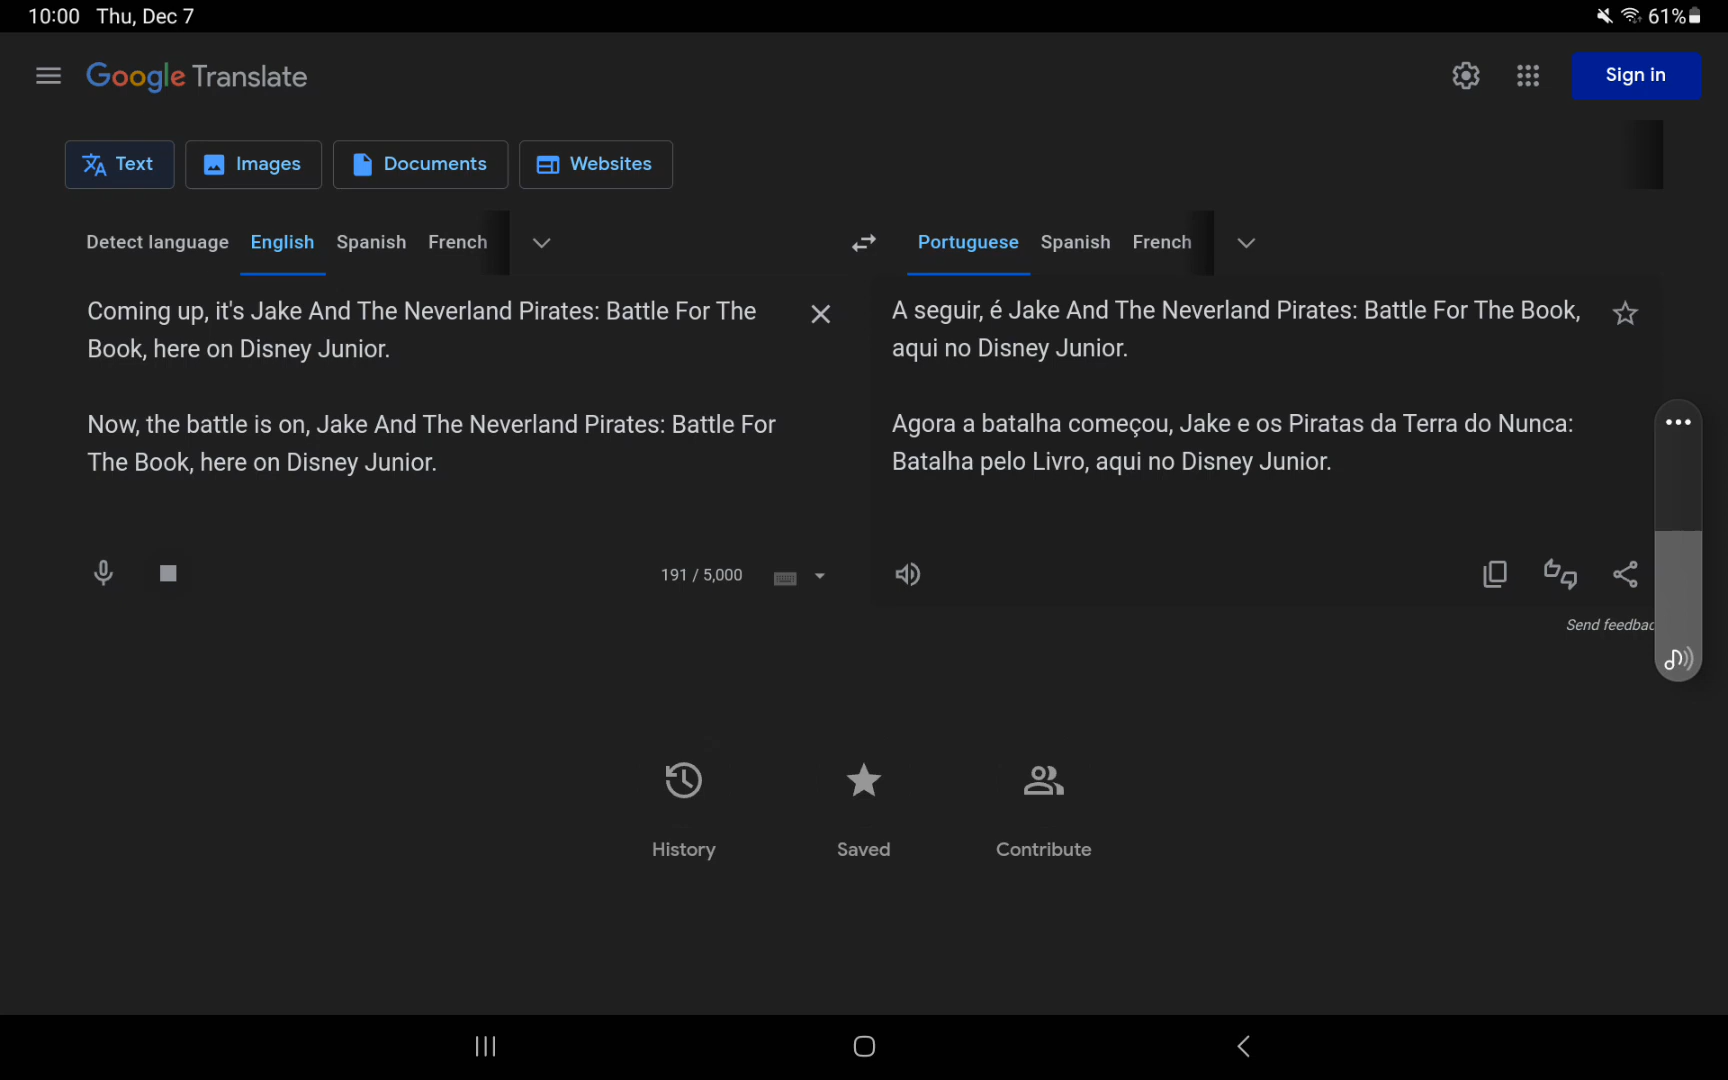 10:00 Thu, Dec 7
61%
Google Translate
Sign in
Text
Images
Documents
Websites
Detect language
English
Spanish
French
Portuguese
Spanish
French
Coming up, it's Jake And The Neverland Pirates: Battle For The
Book, here on Disney Junior.
Now, the battle is on, Jake And The Neverland Pirates: Battle For
The Book, here on Disney Junior.
191 / 5,000
A seguir, é Jake And The Neverland Pirates: Battle For The Book,
aqui no Disney Junior.
Agora a batalha começou, Jake e os Piratas da Terra do Nunca:
Batalha pelo Livro, aqui no Disney Junior.
Send feedbac
History
Saved
Contribute